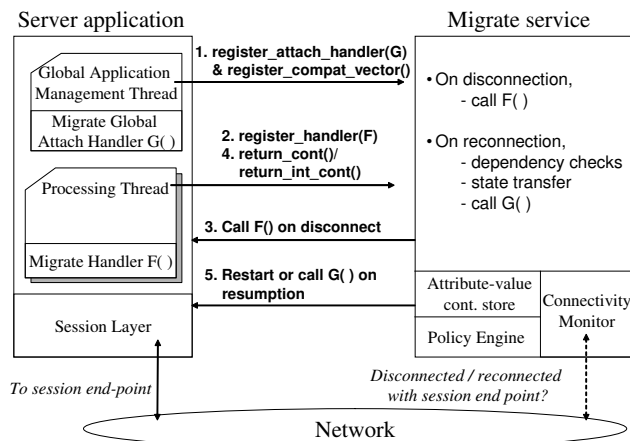 Server application
Migrate service
Global Application
Management Thread
Migrate Global
Attach Handler G( )
Processing Thread
Migrate Handler F( )
Session Layer
1. register_attach_handler(G)
& register_compat_vector()
2. register_handler(F)
4. return_cont()/
return_int_cont()
3. Call F() on disconnect
5. Restart or call G( ) on
resumption
• On disconnection,
- call F( )
• On reconnection,
- dependency checks
- state transfer
- call G( )
Attribute-value
cont. store
Policy Engine
Connectivity
Monitor
To session end-point
Disconnected / reconnected
with session end point?
Network